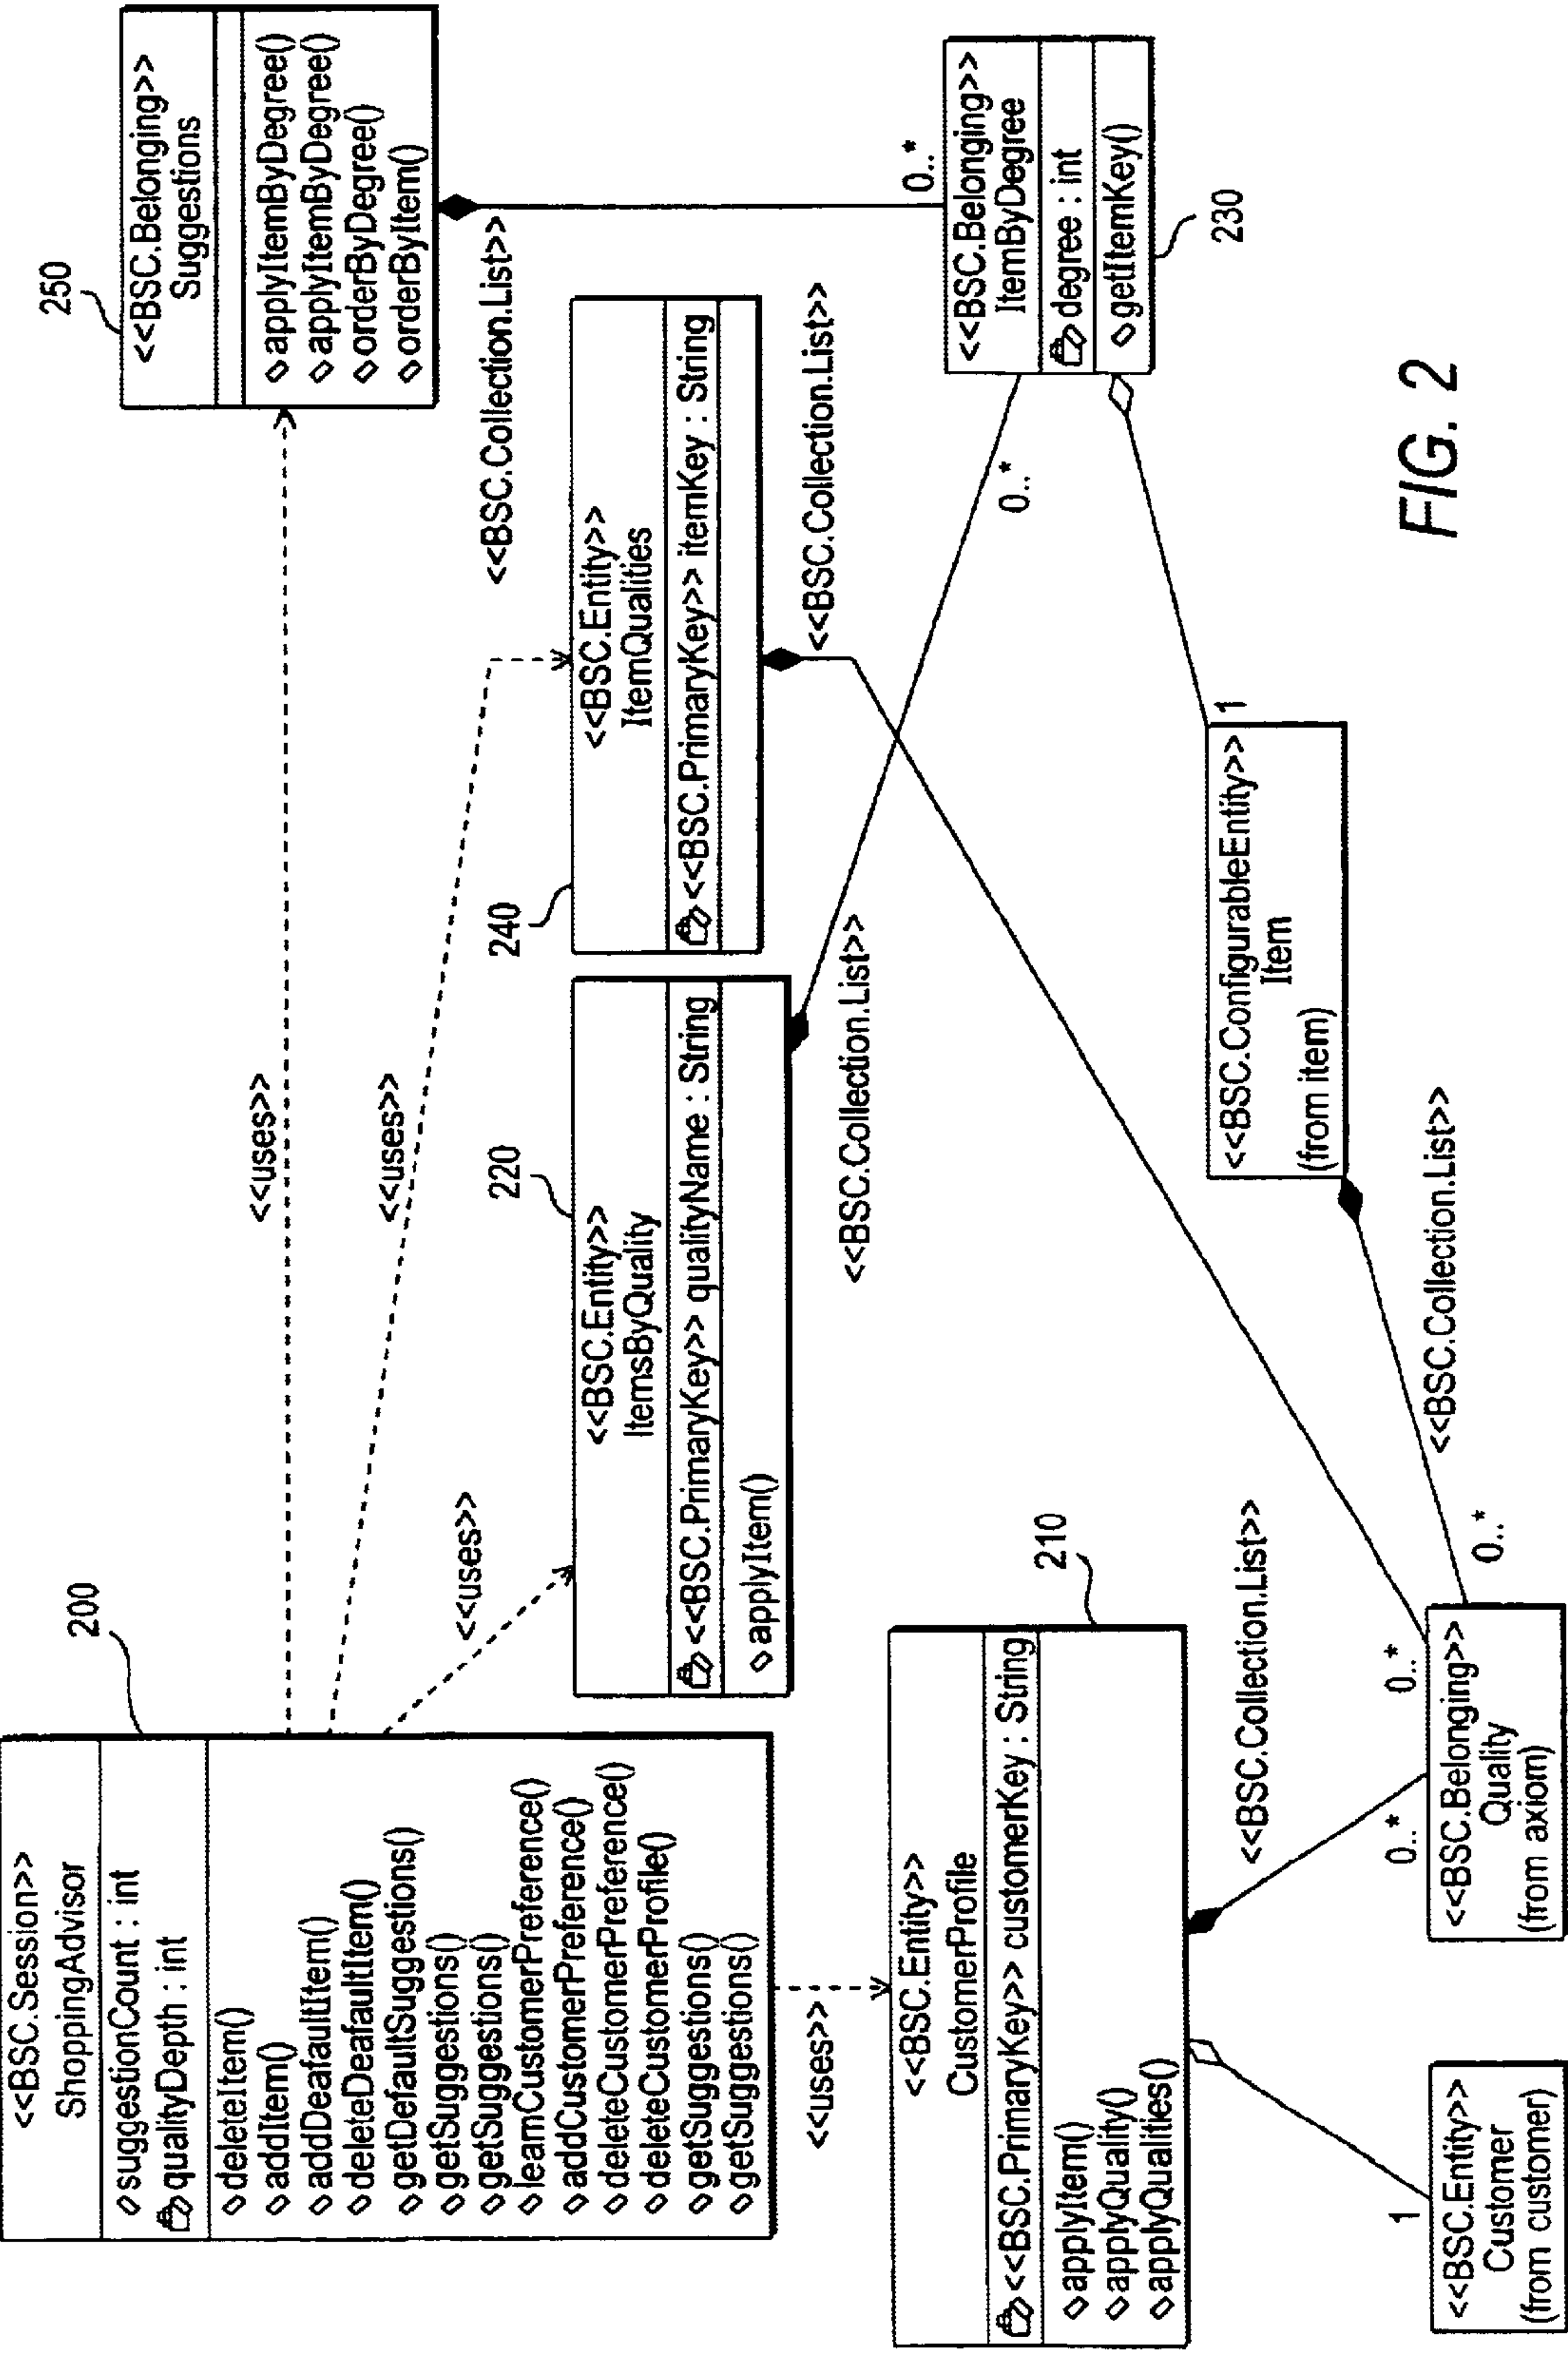 200
<<BSC.Session>>
ShoppingAdvisor
suggestionCount : int
qualityDepth : int
deleteItem()
addItem()
addDeafaultItem()
deleteDeafaultItem()
getDefaultSuggestions()
getSuggestions()
getSuggestions()
learnCustomerPreference()
addCustomerPreference()
deleteCustomerPreference()
deleteCustomerProfile()
getSuggestions()
getSuggestions()
<<uses>>
<<uses>>
<<uses>>
<<uses>>
250
<<BSC.Belonging>>
Suggestions
applyItemByDegree()
applyItemByDegree()
orderByDegree()
orderByItem()
<<BSC.Collection.List>>
0..*
220
<<BSC.Entity>>
ItemsByQuality
<<BSC.PrimaryKey>> qualityName : String
applyItem()
<<BSC.Collection.List>>
0..*
240
<<BSC.Entity>>
ItemQualities
<<BSC.PrimaryKey>> itemKey : String
<<BSC.Collection.List>>
0..*
<<BSC.Belonging>>
ItemByDegree
degree : int
getItemKey()
230
210
<<BSC.Entity>>
CustomerProfile
<<BSC.PrimaryKey>> customerKey : String
applyItem()
applyQuality()
applyQualities()
<<BSC.Collection.List>>
0..*
1
<<BSC.ConfigurableEntity>>
Item
(from item)
<<BSC.Collection.List>>
0..*
1
<<BSC.Entity>>
Customer
(from customer)
<<BSC.Belonging>>
Quality
(from axiom)
FIG. 2